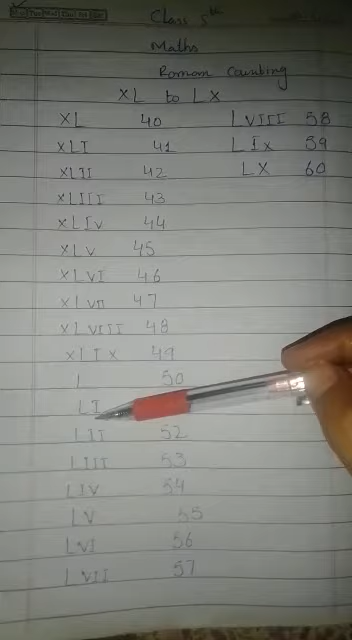 Class 5th
Maths
Roman Counting
XL to LX
XL 40
XLI 41
XLII 42
XLIII 43
XLIV 44
XLV 45
XLVI 46
XLVII 47
XLVIII 48
XLIX 49
L 50
LI
LII 52
LIII 53
LIV 54
LV 55
LVI 56
LVII 57
LVIII 58
LIX 59
LX 60